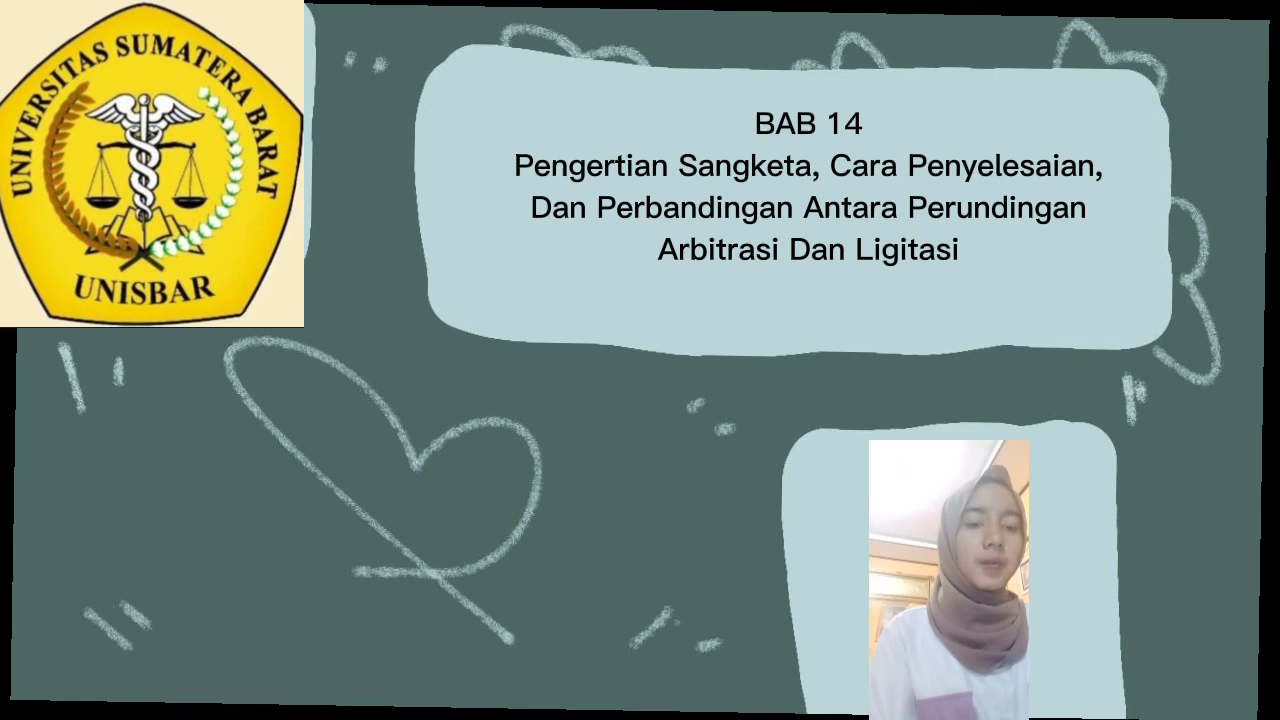 UNIVERSITAS SUMATERA BARAT
UNISBAR
BAB 14
Pengertian Sangketa, Cara Penyelesaian,
Dan Perbandingan Antara Perundingan
Arbitrasi Dan Ligitasi